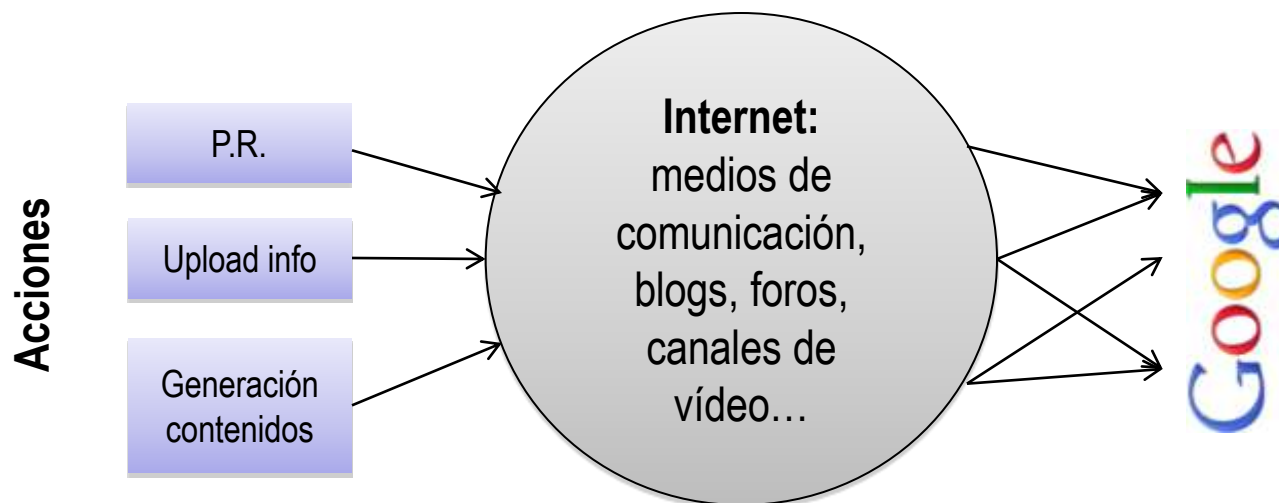 Acciones
P.R.
Upload info
Generación
contenidos
Internet:
medios de
comunicación,
blogs, foros,
canales de
vídeo…
Google